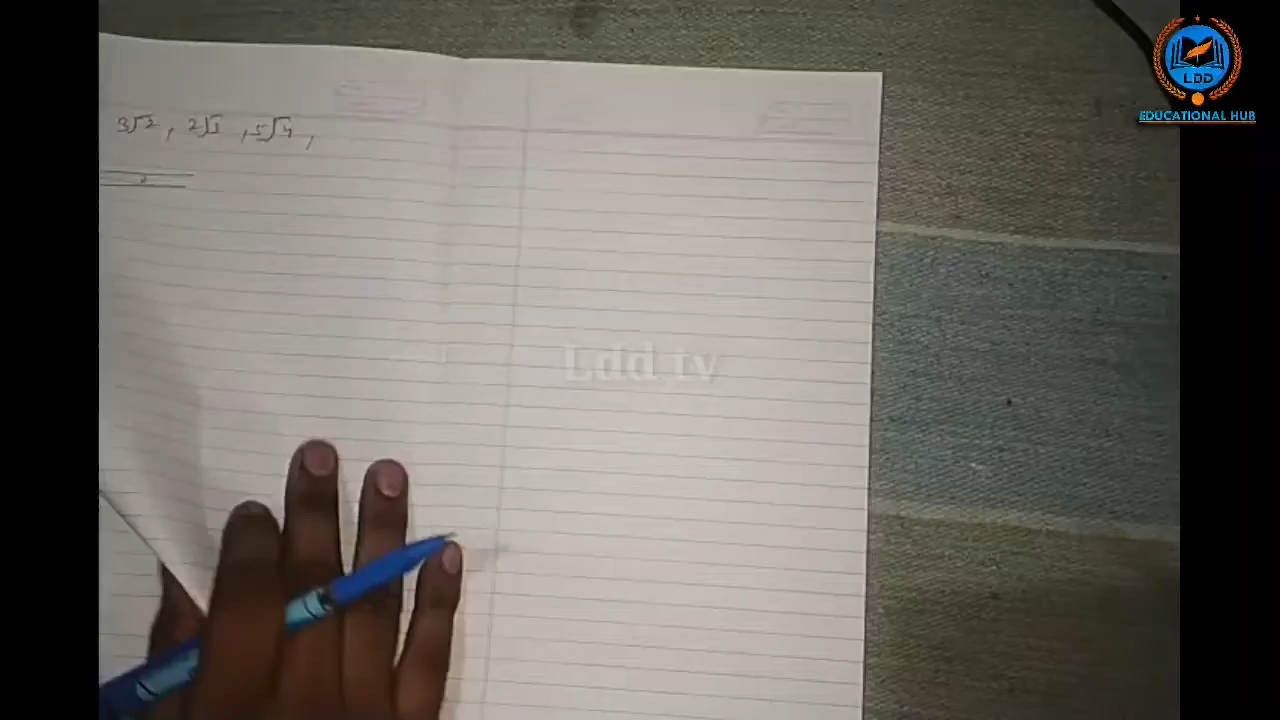 3√2, 2√3, 5√4,
LDD
EDUCATIONAL HUB
Ldd tv